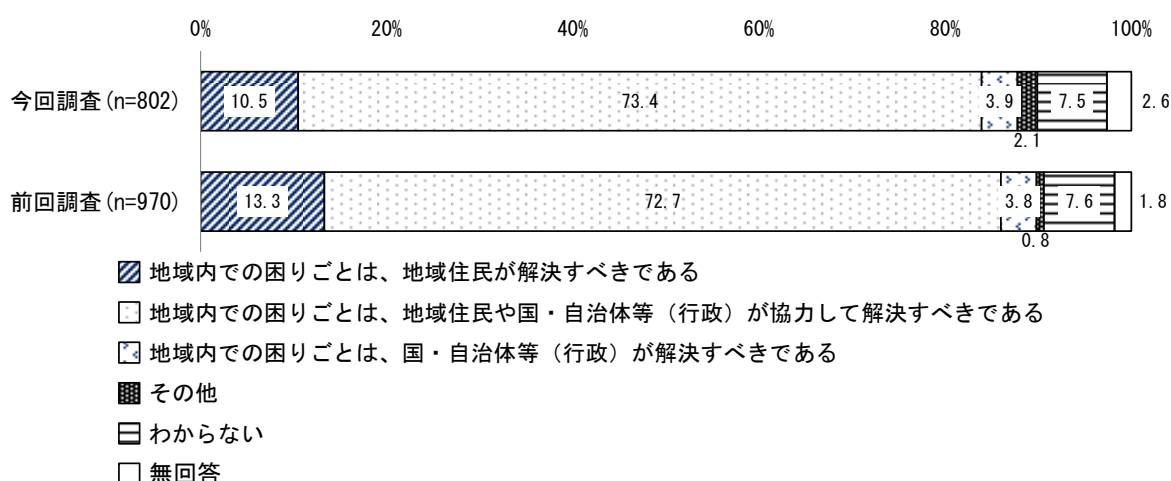 0% 20% 40% 60% 80% 100%
今回調査(n=802) 10.5 73.4 3.9 7.5 2.6
2.1
前回調査(n=970) 13.3 72.7 3.8 7.6 1.8
0.8
地域内での困りごとは、地域住民が解決すべきである
地域内での困りごとは、地域住民や国・自治体等（行政）が協力して解決すべきである
地域内での困りごとは、国・自治体等（行政）が解決すべきである
その他
わからない
無回答